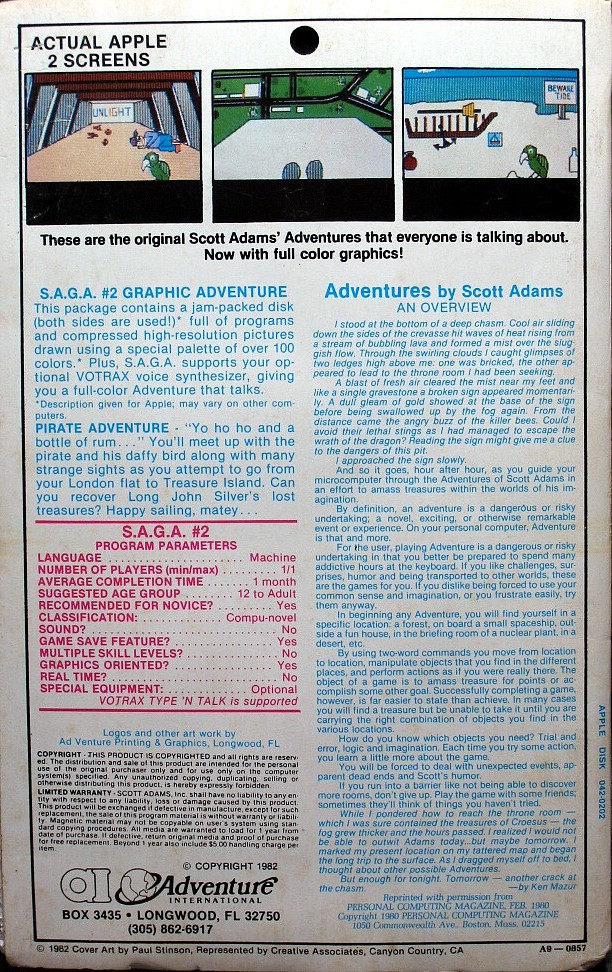 ACTUAL APPLE
2 SCREENS
UNLIGHT
BEWARE
TIDE
These are the original Scott Adams' Adventures that everyone is talking about.
Now with full color graphics!
S.A.G.A. #2 GRAPHIC ADVENTURE
This package contains a jam-packed disk
(both sides are used!)* full of programs
and compressed high-resolution pictures
drawn using a special palette of over 100
colors.* Plus, S.A.G.A. supports your op-
tional VOTRAX voice synthesizer, giving
you a full-color Adventure that talks.
*Description given for Apple; may vary on other com-
puters.
PIRATE ADVENTURE - "Yo ho ho and a
bottle of rum..." You'll meet up with the
pirate and his daffy bird along with many
strange sights as you attempt to go from
your London flat to Treasure Island. Can
you recover Long John Silver's lost
treasures? Happy sailing, matey...
S.A.G.A. #2
PROGRAM PARAMETERS
LANGUAGE . . . . . . . . . . . . . . . . . . . . . Machine
NUMBER OF PLAYERS (min/max) . . . . . . . . . 1/1
AVERAGE COMPLETION TIME . . . . . . . 1 month
SUGGESTED AGE GROUP . . . . . . . . 12 to Adult
RECOMMENDED FOR NOVICE? . . . . . . . . . Yes
CLASSIFICATION: . . . . . . . . . . . . . Compu-novel
SOUND? . . . . . . . . . . . . . . . . . . . . . . . . . . . No
GAME SAVE FEATURE? . . . . . . . . . . . . . . . Yes
MULTIPLE SKILL LEVELS? . . . . . . . . . . . . . . No
GRAPHICS ORIENTED? . . . . . . . . . . . . . . . Yes
REAL TIME? . . . . . . . . . . . . . . . . . . . . . . . . No
SPECIAL EQUIPMENT: . . . . . . . . . . . . . Optional
VOTRAX TYPE 'N TALK is supported
Logos and other art work by
Ad Venture Printing & Graphics, Longwood, FL
COPYRIGHT - THIS PRODUCT IS COPYRIGHTED and all rights are reserv-
ed. The distribution and sale of this product are intended for the personal
use of the original purchaser only and for use only on the computer
system(s) specified. Any unauthorized copying, duplicating, selling or
otherwise distributing this product, is hereby expressly forbidden.
LIMITED WARRANTY - SCOTT ADAMS, INC. shall have no liability to any en-
tity with respect to any liability, loss or damage caused by this product.
This product will be exchanged if defective in manufacture, except for such
replacement, the sale of this program materials is without warranty or liabili-
ty. Magnetic material may not be copyable on user's system using stan-
dard copying procedures. All media are warranted to load for 1 year from
date of purchase. If defective, return original media and proof of purchase
for free replacement. Beyond 1 year also include $5.00 handling charge per
item.
© COPYRIGHT 1982
ai Adventure
INTERNATIONAL
BOX 3435 • LONGWOOD, FL 32750
(305) 862-6917
Adventures by Scott Adams
AN OVERVIEW
I stood at the bottom of a deep chasm. Cool air sliding
down the sides of the crevasse hit waves of heat rising from
a stream of bubbling lava and formed a mist over the slug-
gish flow. Through the swirling clouds I caught glimpses of
two ledges high above me: one was bricked, the other ap-
peared to lead to the throne room I had been seeking.
A blast of fresh air cleared the mist near my feet and
like a single gravestone a broken sign appeared momentari-
ly. A dull gleam of gold showed at the base of the sign
before being swallowed up by the fog again. From the
distance came the angry buzz of the killer bees. Could I
avoid their lethal stings as I had managed to escape the
wrath of the dragon? Reading the sign might give me a clue
to the dangers of this pit.
I approached the sign slowly.
And so it goes, hour after hour, as you guide your
microcomputer through the Adventures of Scott Adams in
an effort to amass treasures within the worlds of his im-
agination.
By definition, an adventure is a dangerous or risky
undertaking; a novel, exciting, or otherwise remarkable
event or experience. On your personal computer, Adventure
is that and more.
For the user, playing Adventure is a dangerous or risky
undertaking in that you better be prepared to spend many
addictive hours at the keyboard. If you like challenges, sur-
prises, humor and being transported to other worlds, these
are the games for you. If you dislike being forced to use your
common sense and imagination, or you frustrate easily, try
them anyway.
In beginning any Adventure, you will find yourself in a
specific location: a forest, on board a small spaceship, out-
side a fun house, in the briefing room of a nuclear plant, in a
desert, etc.
By using two-word commands you move from location
to location, manipulate objects that you find in the different
places, and perform actions as if you were really there. The
object of a game is to amass treasure for points or ac-
complish some other goal. Successfully completing a game,
however, is far easier to state than achieve. In many cases
you will find a treasure but be unable to take it until you are
carrying the right combination of objects you find in the
various locations.
How do you know which objects you need? Trial and
error, logic and imagination. Each time you try some action,
you learn a little more about the game.
You will be forced to deal with unexpected events, ap-
parent dead ends and Scott's humor.
If you run into a barrier like not being able to discover
more rooms, don't give up. Play the game with some friends;
sometimes they'll think of things you haven't tried.
While I pondered how to reach the throne room —
which I was sure contained the treasures of Croesus — the
fog grew thicker and the hours passed. I realized I would not
be able to outwit Adams today...but maybe tomorrow. I
marked my present location on my tattered map and began
the long trip to the surface. As I dragged myself off to bed, I
thought about other possible Adventures.
But enough for tonight. Tomorrow — another crack at
the chasm. —by Ken Mazur
Reprinted with permission from
PERSONAL COMPUTING MAGAZINE, FEB. 1980
Copyright 1980 PERSONAL COMPUTING MAGAZINE
1050 Commonwealth Ave., Boston, Mass. 02215
APPLE DISK 042-0202
© 1982 Cover Art by Paul Stinson, Represented by Creative Associates, Canyon Country, CA
A9 — 0857